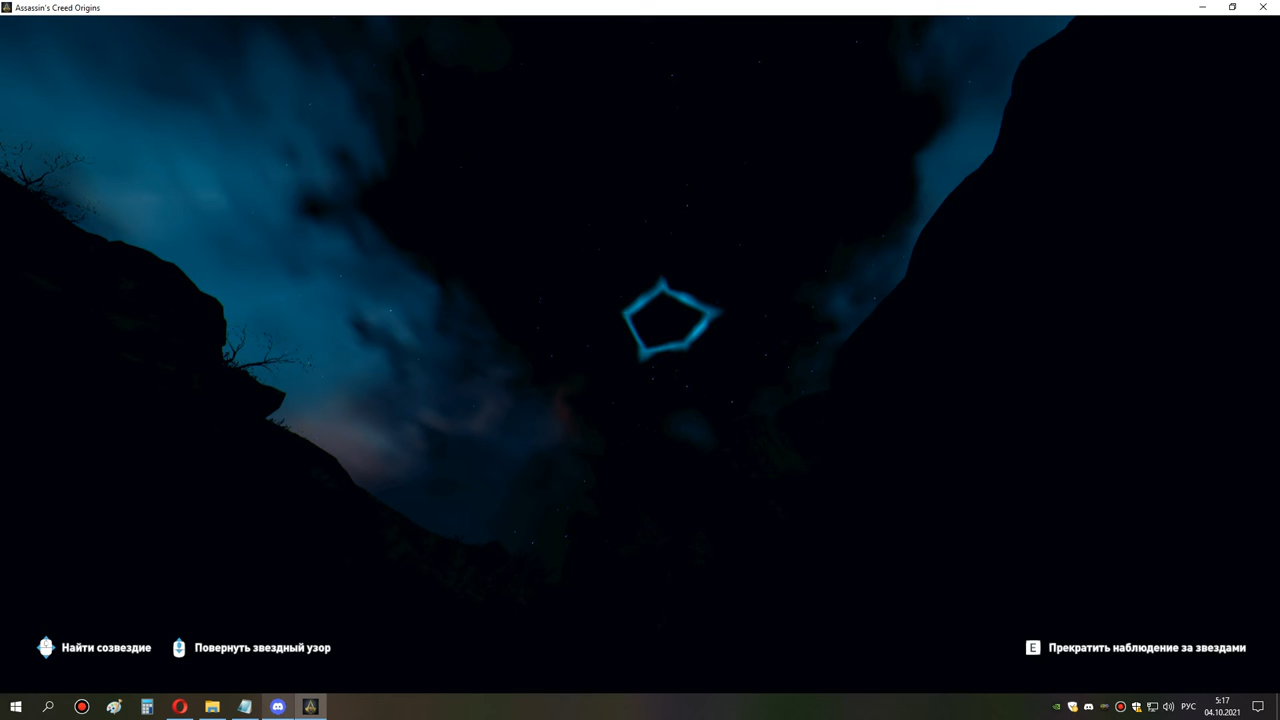 Assassin's Creed Origins
Найти созвездие
Повернуть звездный узор
E
Прекратить наблюдение за звездами
РУС
5:17
04.10.2021